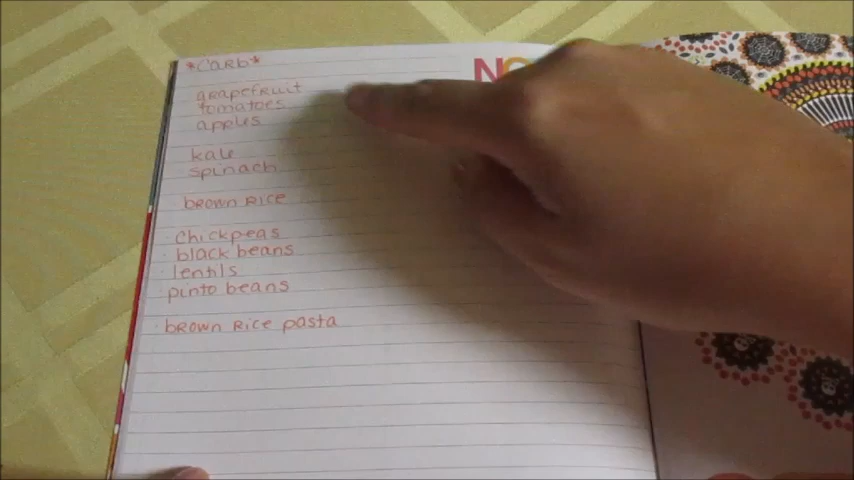 *Carb*
grapefruit
tomatoes
apples
kale
spinach
brown rice
chickpeas
black beans
lentils
pinto beans
brown rice pasta